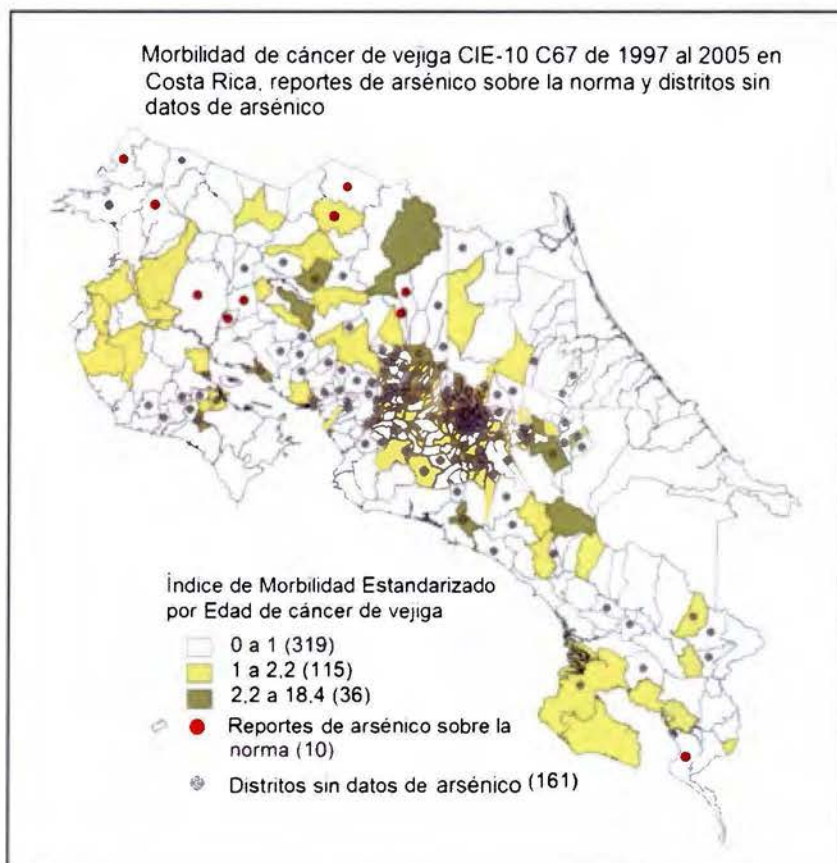 Morbilidad de cáncer de vejiga CIE-10 C67 de 1997 al 2005 en
Costa Rica, reportes de arsénico sobre la norma y distritos sin
datos de arsénico
Índice de Morbilidad Estandarizado
por Edad de cáncer de vejiga
0 a 1 (319)
1 a 2,2 (115)
2,2 a 18,4 (36)
Reportes de arsénico sobre la
norma (10)
Distritos sin datos de arsénico (161)